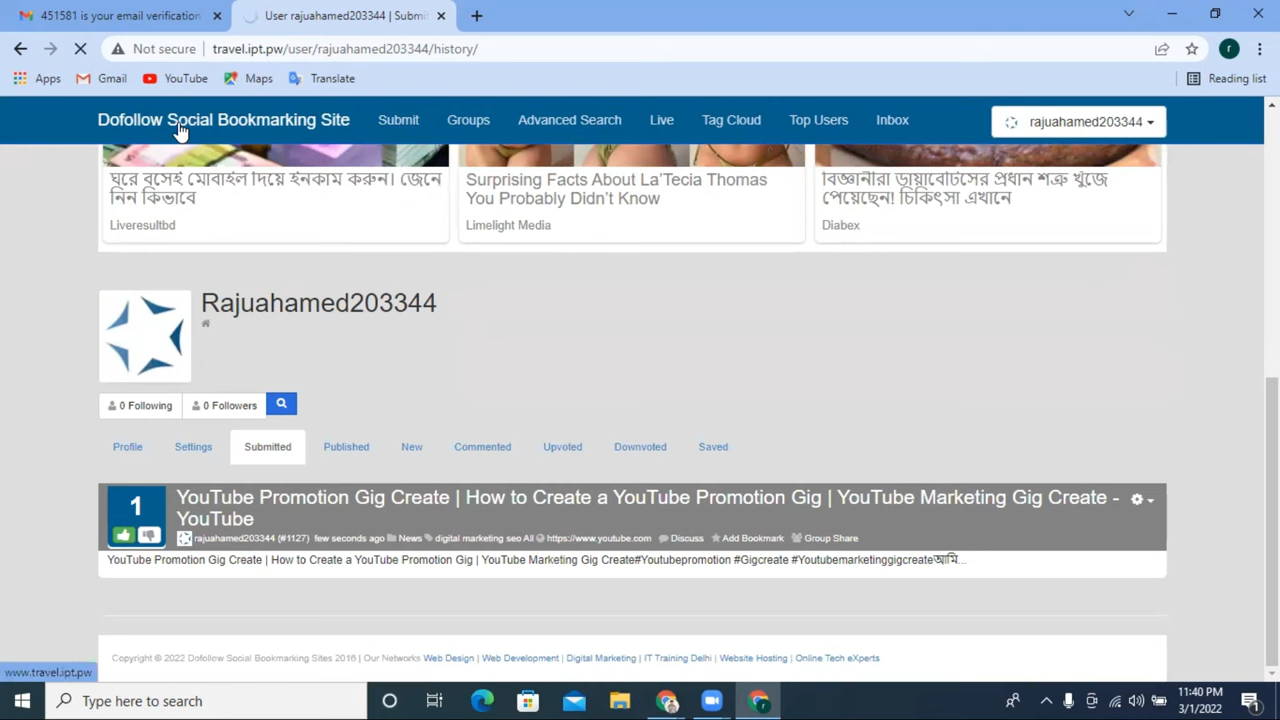 451581 is your email verification
User rajuahamed203344 | Submit
Not secure
travel.ipt.pw/user/rajuahamed203344/history/
r
Apps
Gmail
YouTube
Maps
Translate
Reading list
Dofollow Social Bookmarking Site
Submit
Groups
Advanced Search
Live
Tag Cloud
Top Users
Inbox
rajuahamed203344
ঘরে বসেই মোবাইল দিয়ে ইনকাম করুন। জেনে
নিন কিভাবে
Liveresultbd
Surprising Facts About La'Tecia Thomas
You Probably Didn't Know
Limelight Media
বিজ্ঞানীরা ডায়াবেটিসের প্রধান শত্রু খুঁজে
পেয়েছেন! চিকিৎসা এখানে
Diabex
Rajuahamed203344
0 Following
0 Followers
Profile
Settings
Submitted
Published
New
Commented
Upvoted
Downvoted
Saved
1
YouTube Promotion Gig Create | How to Create a YouTube Promotion Gig | YouTube Marketing Gig Create -
YouTube
rajuahamed203344 (#1127) few seconds ago News digital marketing seo All https://www.youtube.com Discuss Add Bookmark Group Share
YouTube Promotion Gig Create | How to Create a YouTube Promotion Gig | YouTube Marketing Gig Create#Youtubepromotion #Gigcreate #Youtubemarketinggigcreateআমি...
Copyright © 2022 Dofollow Social Bookmarking Sites 2016 | Our Networks Web Design | Web Development | Digital Marketing | IT Training Delhi | Website Hosting | Online Tech eXperts
www.travel.ipt.pw
Type here to search
11:40 PM
3/1/2022
1